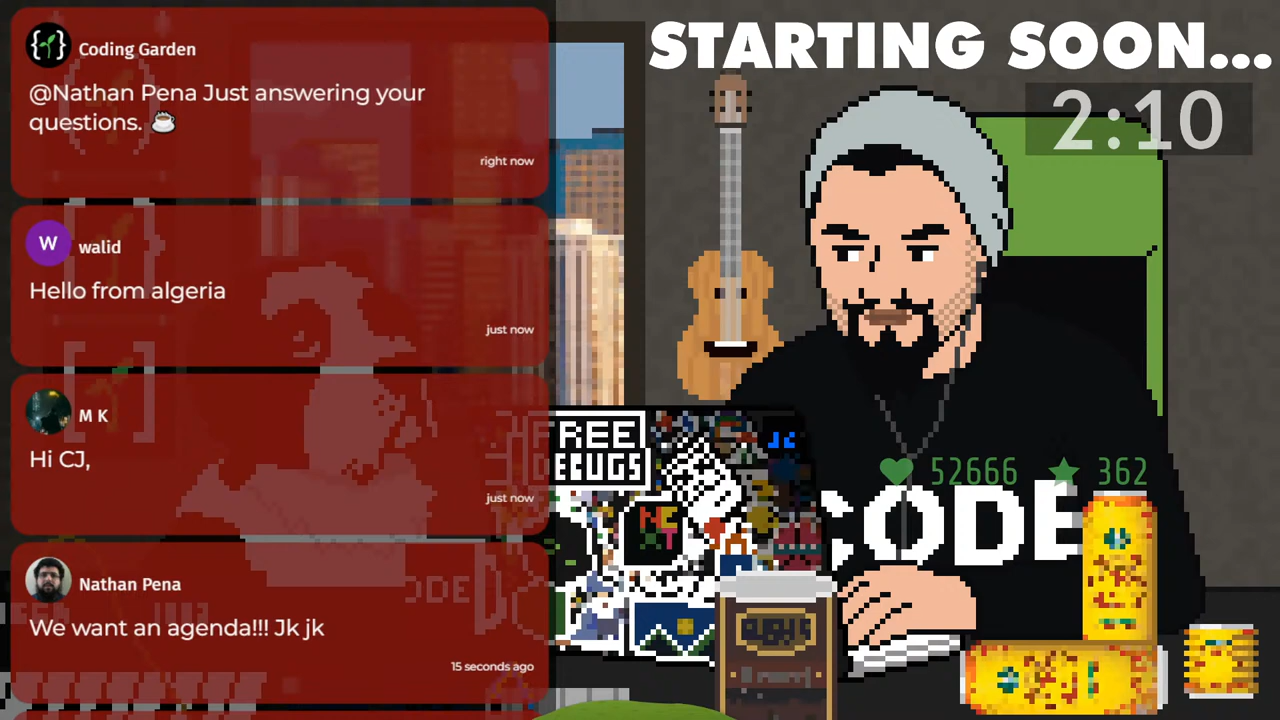 Coding Garden
@Nathan Pena Just answering your
questions. ☕
right now
W
walid
Hello from algeria
just now
M K
Hi CJ,
just now
Nathan Pena
We want an agenda!!! Jk jk
15 seconds ago
STARTING SOON...
2:10
FREE
52666
362
CODE